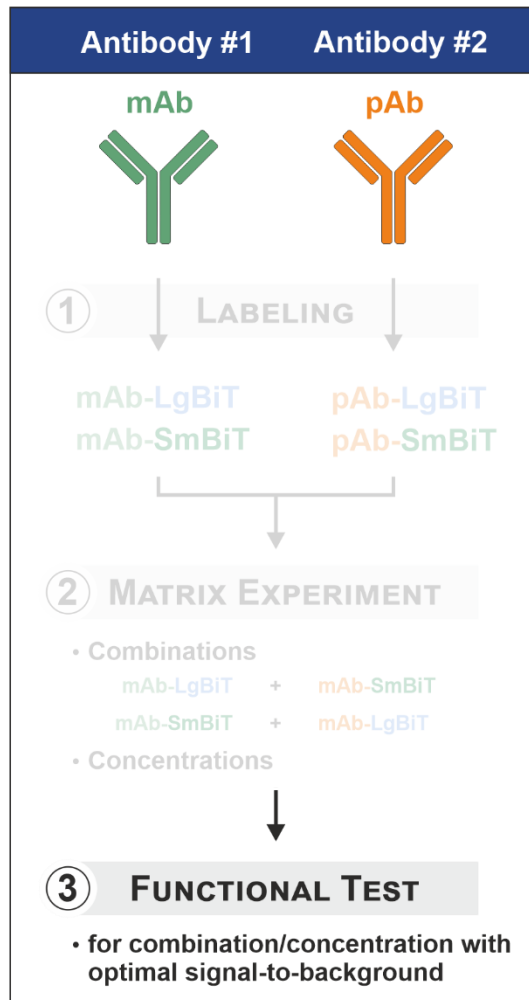 Antibody #1 Antibody #2
mAb pAb
1 LABELING
mAb-LgBiT pAb-LgBiT
mAb-SmBiT pAb-SmBiT
2 MATRIX EXPERIMENT
• Combinations
mAb-LgBiT + mAb-SmBiT
mAb-SmBiT + mAb-LgBiT
• Concentrations
3 FUNCTIONAL TEST
• for combination/concentration with
optimal signal-to-background